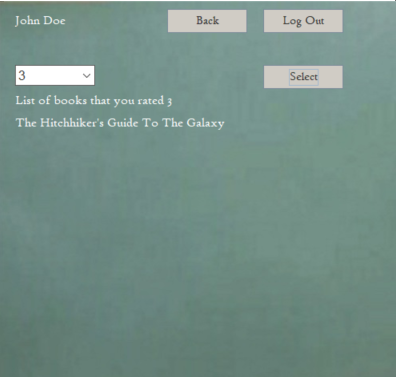 John Doe Back Log Out
3 Select
List of books that you rated 3
The Hitchhiker's Guide To The Galaxy